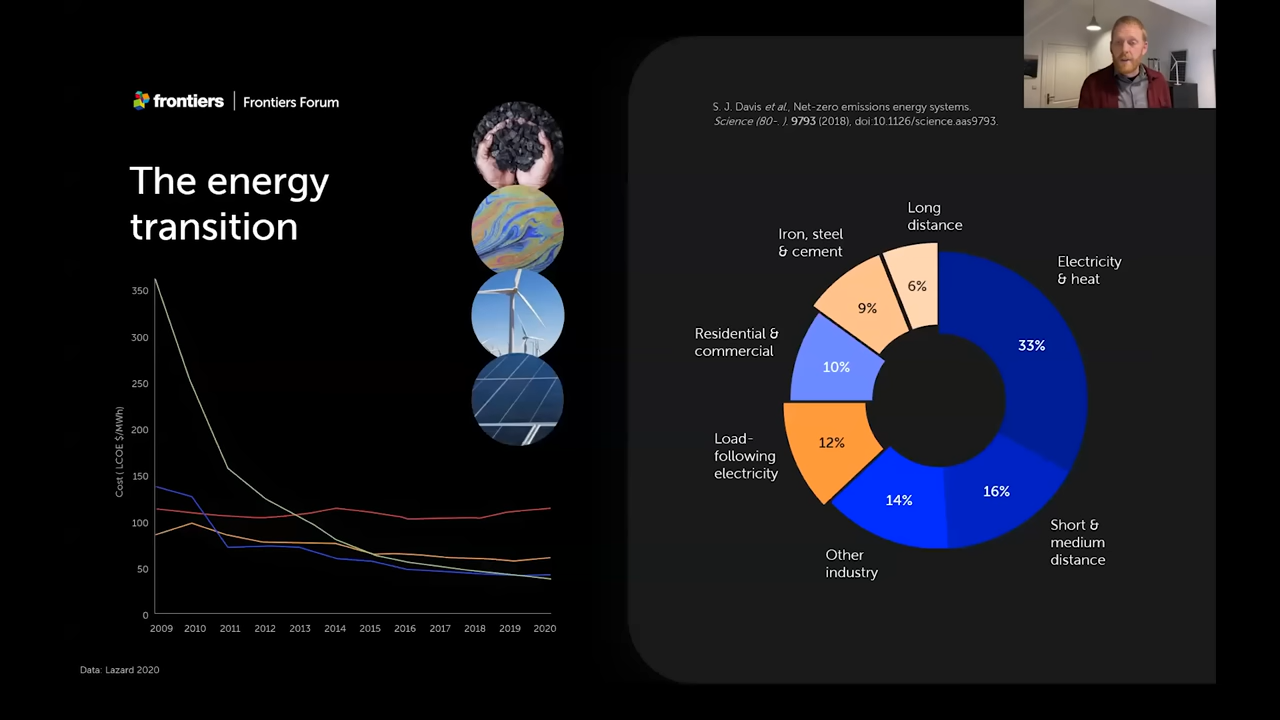 frontiers | Frontiers Forum
The energy
transition
350
300
250
200
150
100
50
0
Cost ( LCOE $/MWh)
2009 2010 2011 2012 2013 2014 2015 2016 2017 2018 2019 2020
Data: Lazard 2020
S. J. Davis et al., Net-zero emissions energy systems.
Science (80-. ). 9793 (2018), doi:10.1126/science.aas9793.
Long
distance
6%
Iron, steel
& cement
9%
Electricity
& heat
33%
Residential &
commercial
10%
Load-
following
electricity
12%
14%
Other
industry
16%
Short &
medium
distance